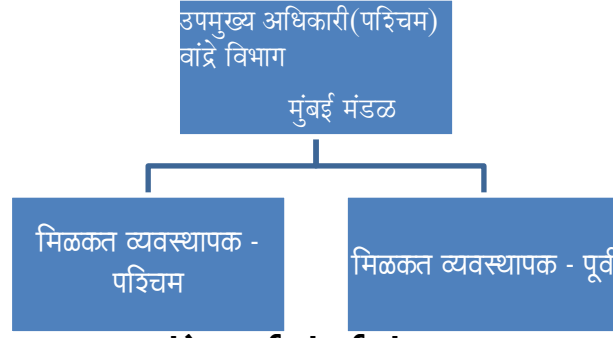 उपमुख्य अधिकारी(पश्चिम)
वांद्रे विभाग
मुंबई मंडळ
मिळकत व्यवस्थापक -
पश्चिम
मिळकत व्यवस्थापक - पूर्व